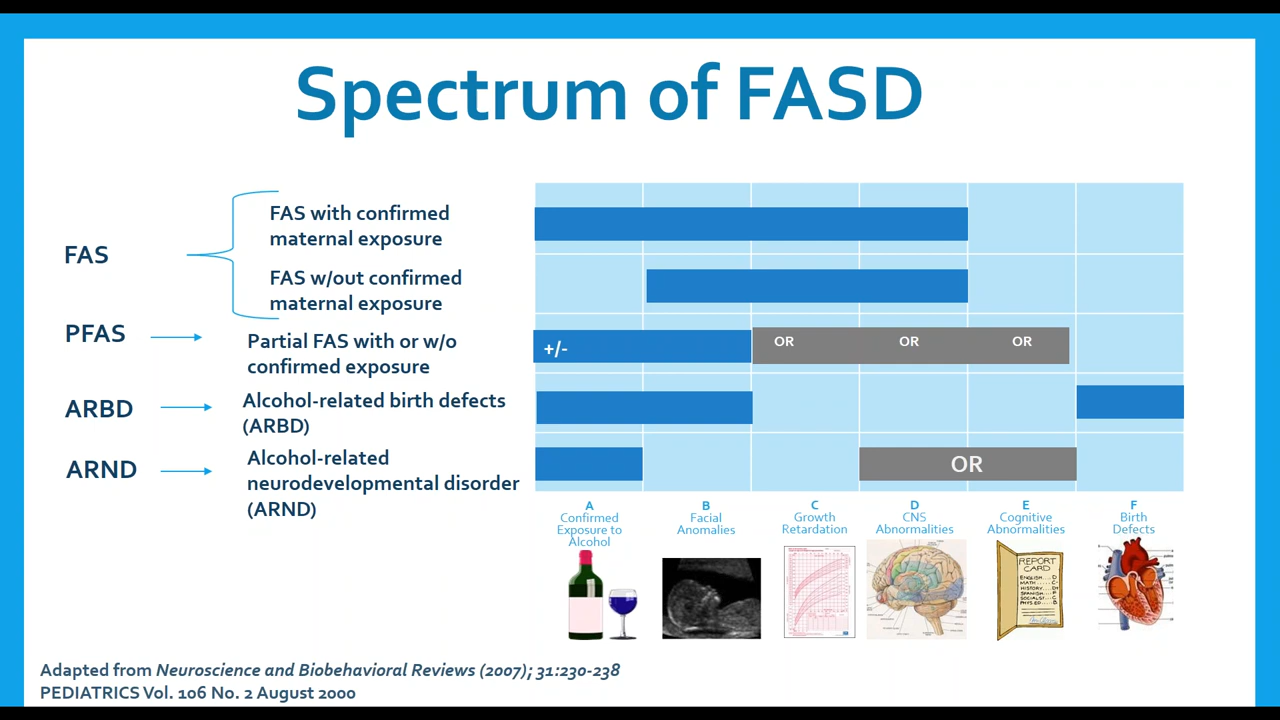 Spectrum of FASD
FAS
FAS with confirmed
maternal exposure
FAS w/out confirmed
maternal exposure
PFAS
Partial FAS with or w/o
confirmed exposure
+/-
OR
OR
OR
ARBD
Alcohol-related birth defects
(ARBD)
ARND
Alcohol-related
neurodevelopmental disorder
(ARND)
OR
A
Confirmed
Exposure to
Alcohol
B
Facial
Anomalies
C
Growth
Retardation
D
CNS
Abnormalities
E
Cognitive
Abnormalities
F
Birth
Defects
REPORT
CARD
Adapted from Neuroscience and Biobehavioral Reviews (2007); 31:230-238
PEDIATRICS Vol. 106 No. 2 August 2000